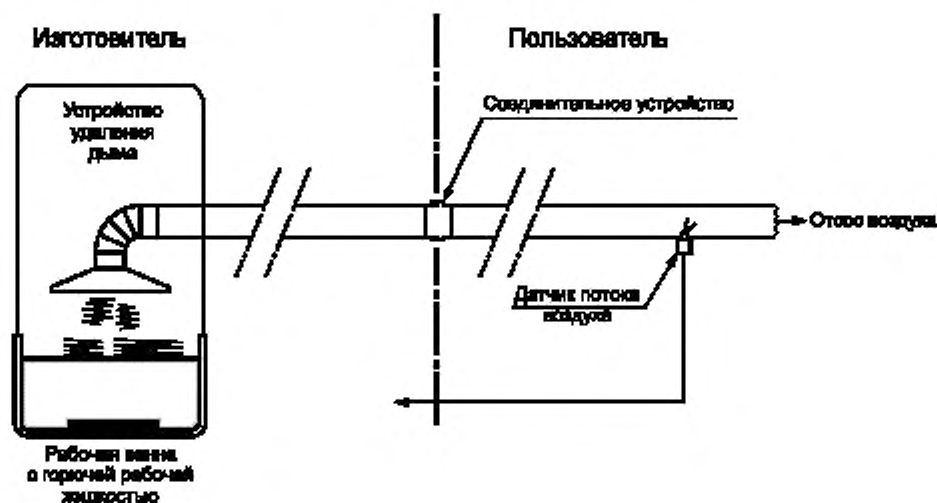 Изготовитель
Пользователь
Устройство
удаления
дыма
Соединительное устройство
Отсос воздуха
Датчик потока
воздуха
Рабочая ванна
с горючей рабочей
жидкостью